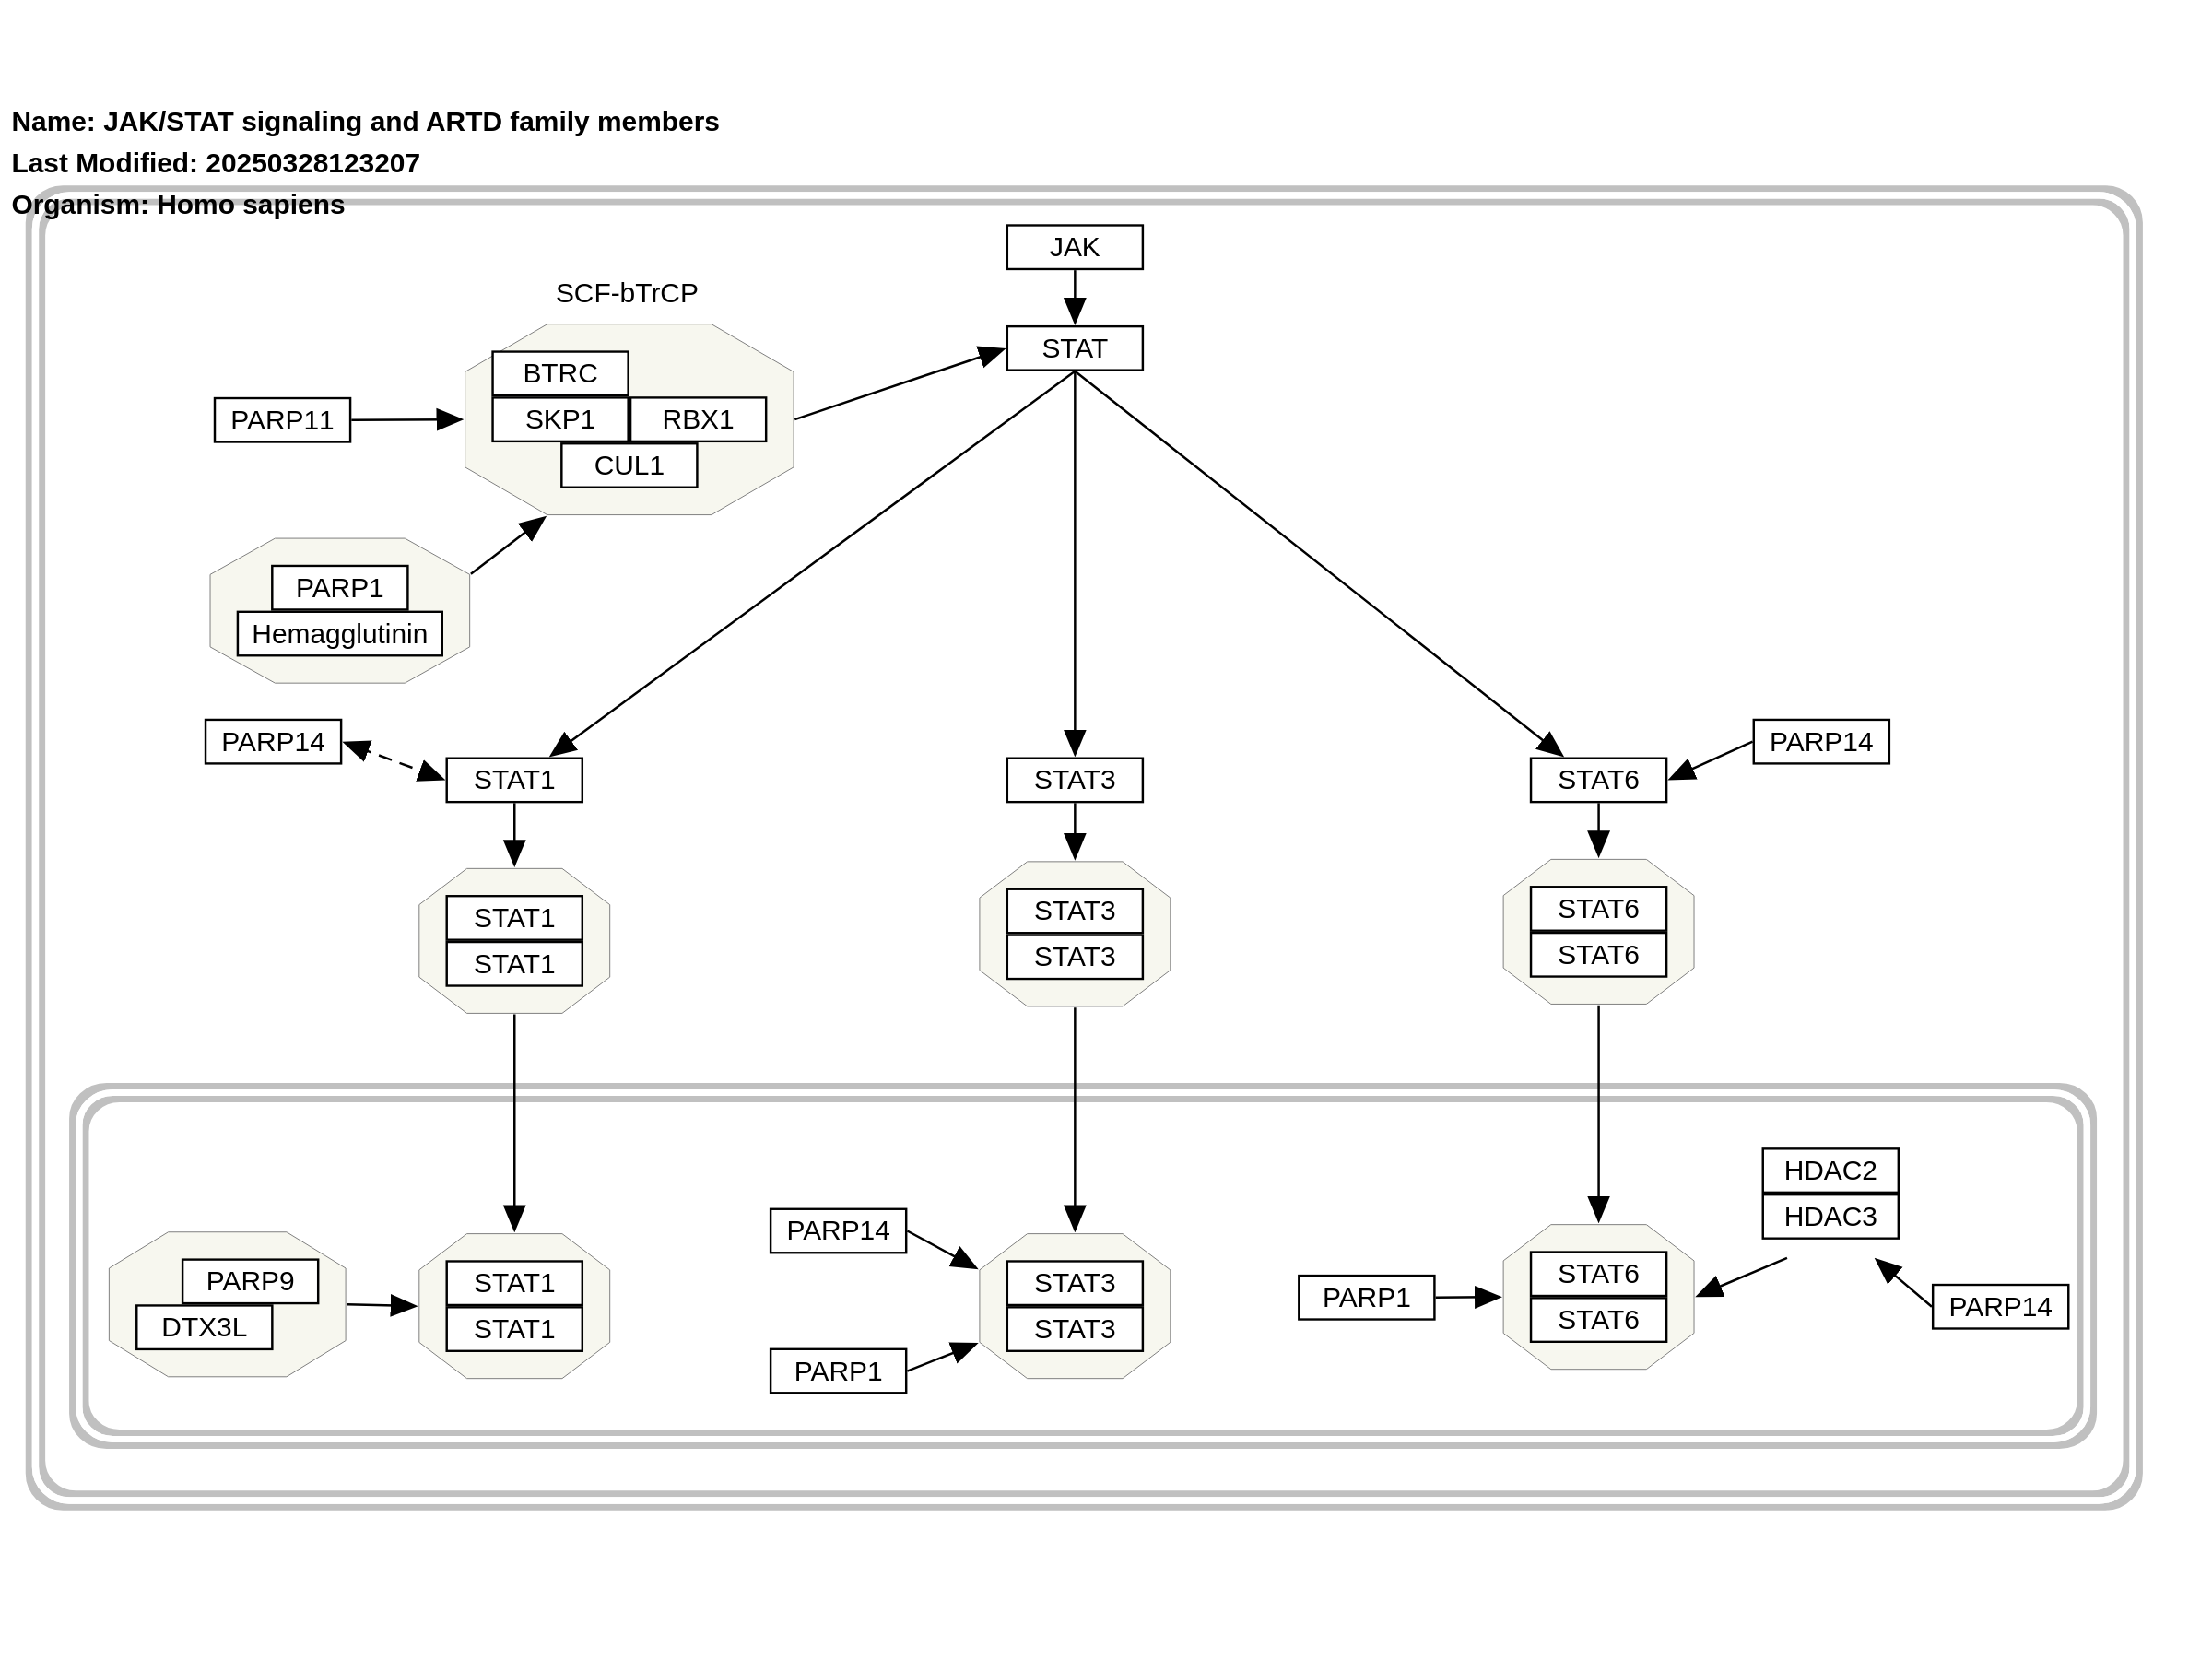 Name: JAK/STAT signaling and ARTD family members
Last Modified: 20250328123207
Organism: Homo sapiens
JAK
SCF-bTrCP
STAT
BTRC
PARP11
SKP1
RBX1
CUL1
PARP1
Hemagglutinin
PARP14
PARP14
STAT1
STAT3
STAT6
STAT1
STAT3
STAT6
STAT1
STAT3
STAT6
HDAC2
HDAC3
PARP14
PARP9
STAT1
STAT3
STAT6
PARP1
PARP14
DTX3L
STAT1
STAT3
STAT6
PARP1